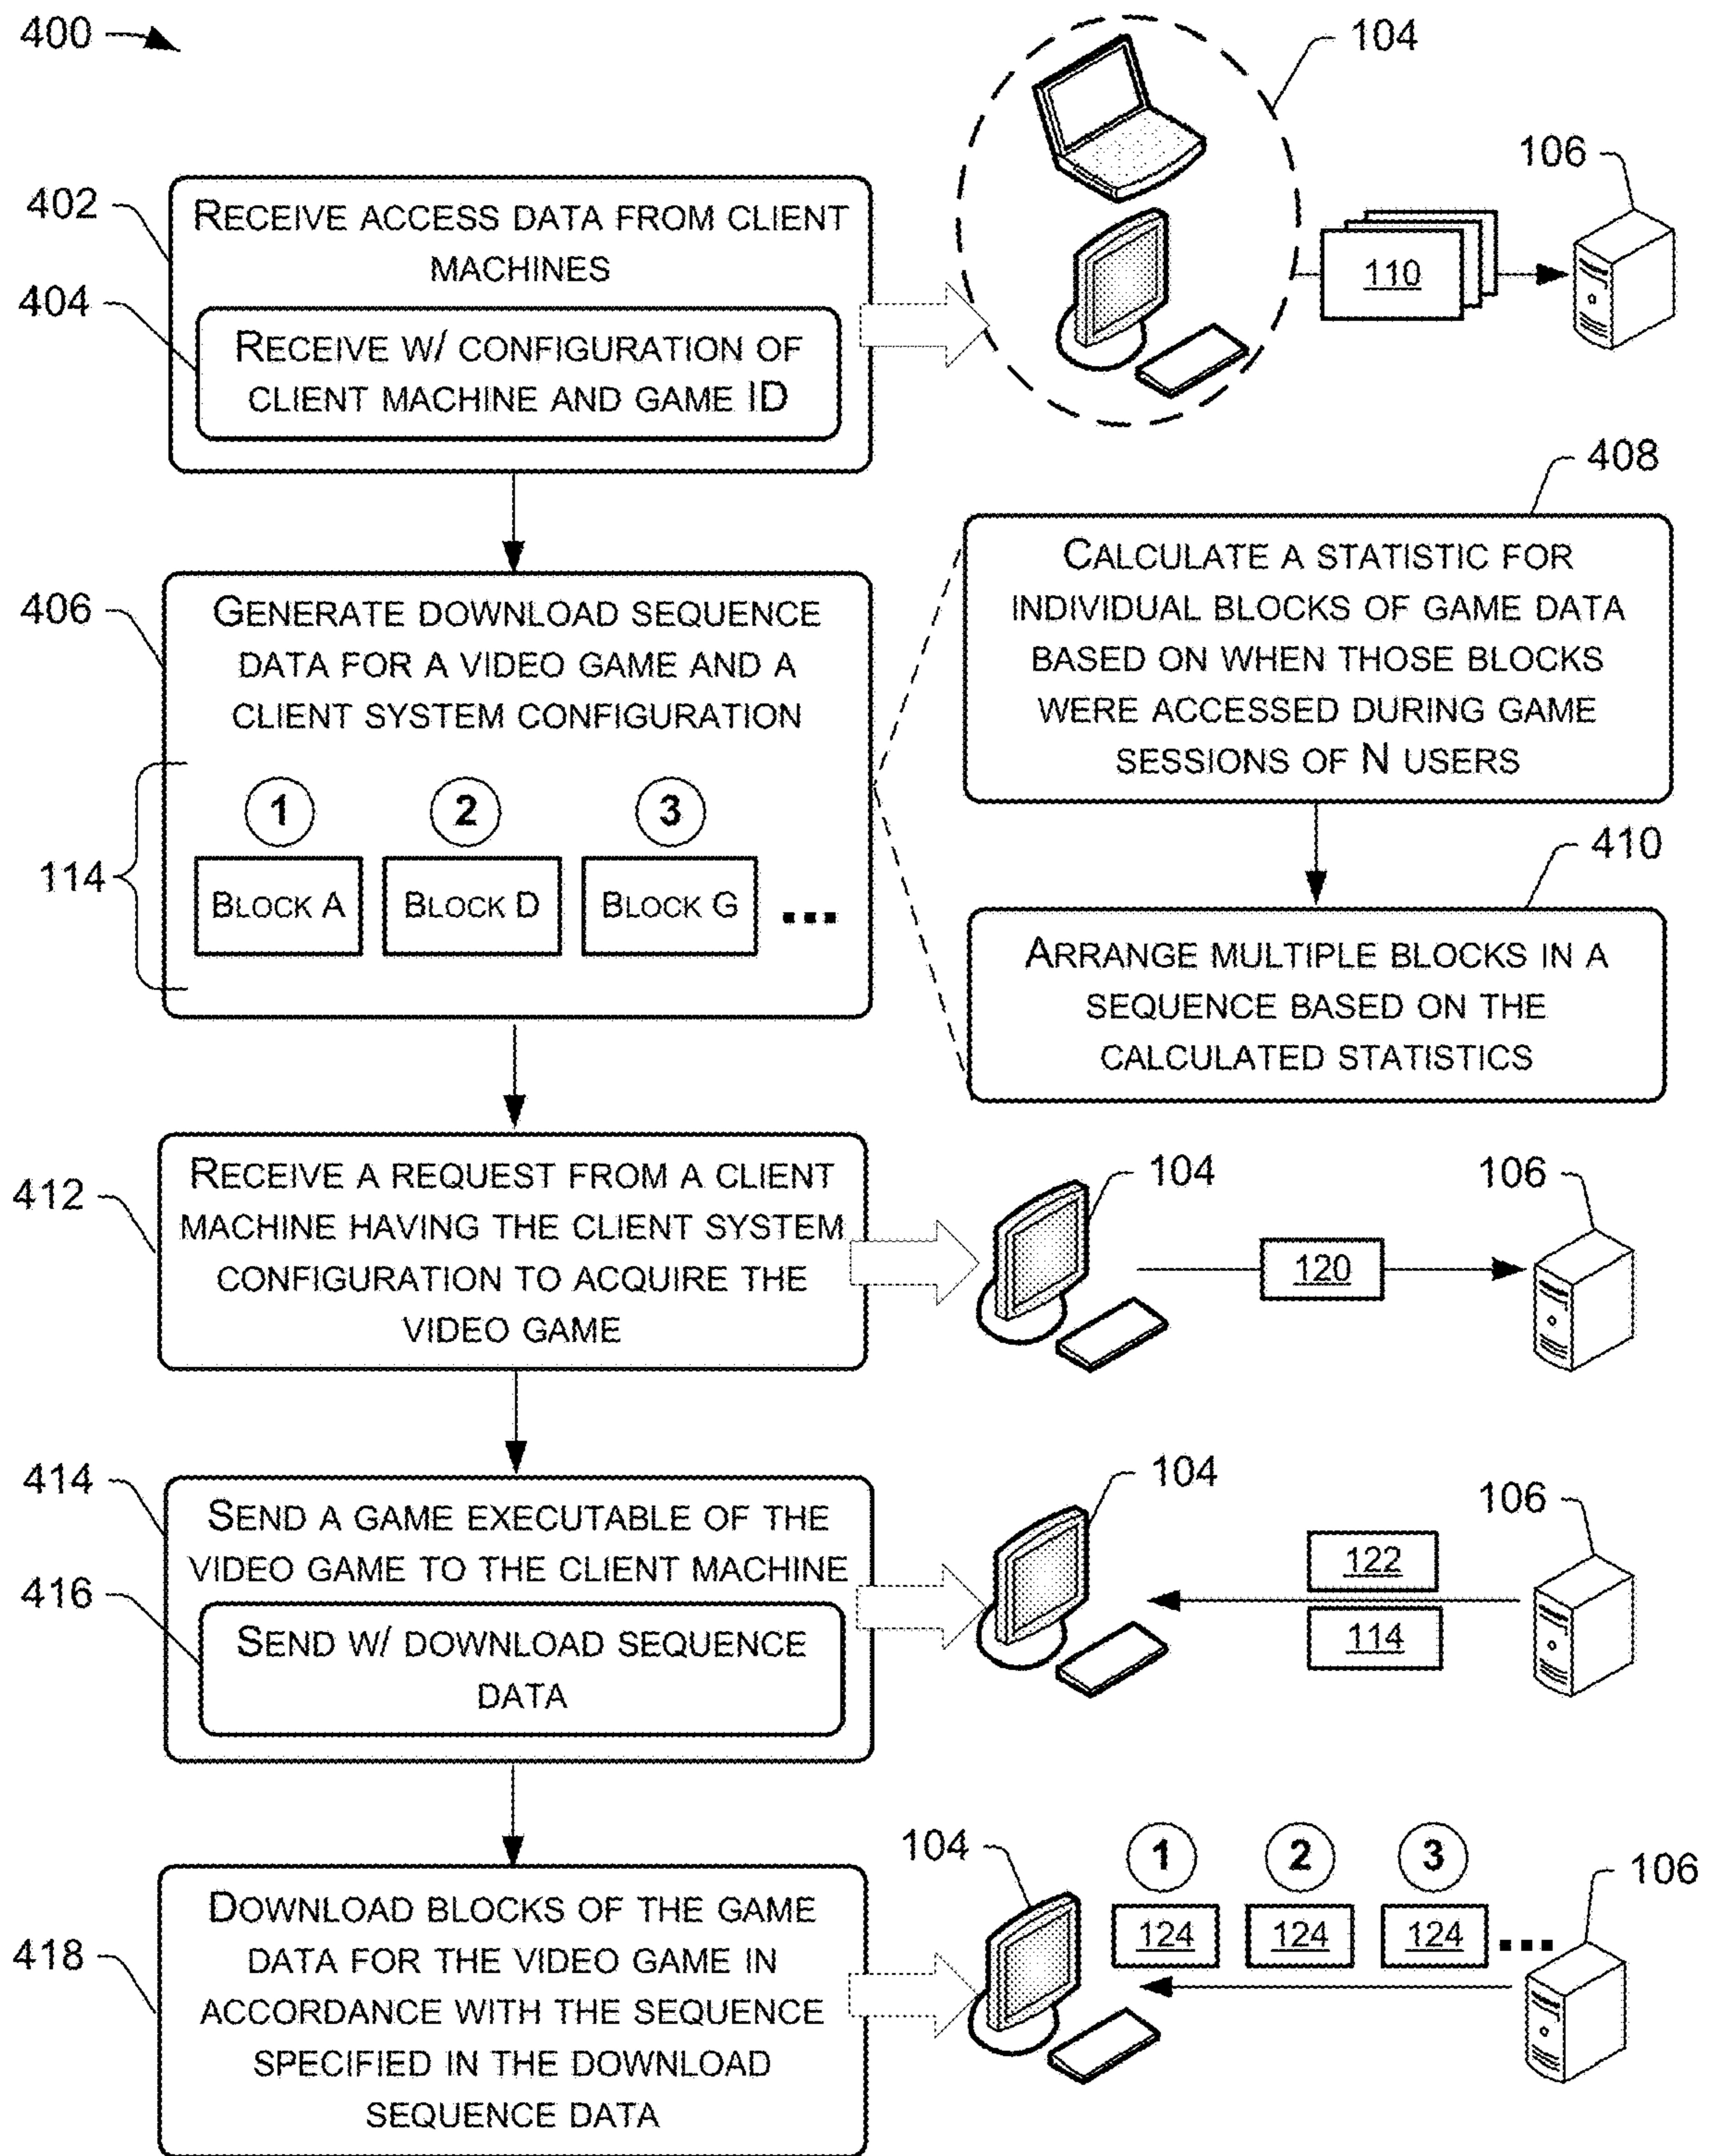 400
104
106
402
RECEIVE ACCESS DATA FROM CLIENT
MACHINES
110
404
RECEIVE W/ CONFIGURATION OF
CLIENT MACHINE AND GAME ID
408
CALCULATE A STATISTIC FOR
INDIVIDUAL BLOCKS OF GAME DATA
BASED ON WHEN THOSE BLOCKS
WERE ACCESSED DURING GAME
SESSIONS OF N USERS
406
GENERATE DOWNLOAD SEQUENCE
DATA FOR A VIDEO GAME AND A
CLIENT SYSTEM CONFIGURATION
1 2 3
114
BLOCK A BLOCK D BLOCK G ...
410
ARRANGE MULTIPLE BLOCKS IN A
SEQUENCE BASED ON THE
CALCULATED STATISTICS
412
RECEIVE A REQUEST FROM A CLIENT
MACHINE HAVING THE CLIENT SYSTEM
CONFIGURATION TO ACQUIRE THE
VIDEO GAME
104
106
120
414
SEND A GAME EXECUTABLE OF THE
VIDEO GAME TO THE CLIENT MACHINE
416
SEND W/ DOWNLOAD SEQUENCE
DATA
104
106
122
114
418
DOWNLOAD BLOCKS OF THE GAME
DATA FOR THE VIDEO GAME IN
ACCORDANCE WITH THE SEQUENCE
SPECIFIED IN THE DOWNLOAD
SEQUENCE DATA
104
1 2 3
106
124 124 124 ...